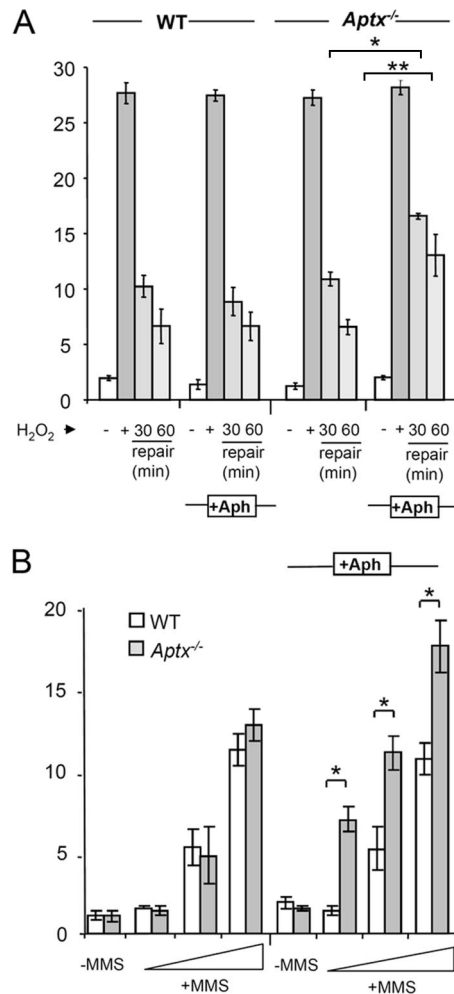 A
WT Aptx-/-
*
**
30
25
20
15
10
5
0
H2O2 - + 30 60 - + 30 60 - + 30 60 - + 30 60
repair repair repair repair
(min) (min) (min) (min)
+Aph +Aph
B
+Aph
20
WT
Aptx-/-
15
10
5
0
* * *
-MMS -MMS
+MMS +MMS